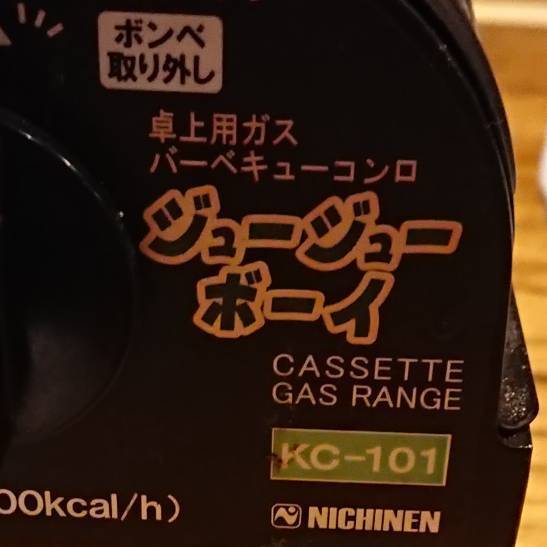 ボンベ
取り外し
卓上用ガス
バーベキューコンロ
ジュージュー
ボーイ
CASSETTE
GAS RANGE
KC-101
00kcal/h)
NICHINEN